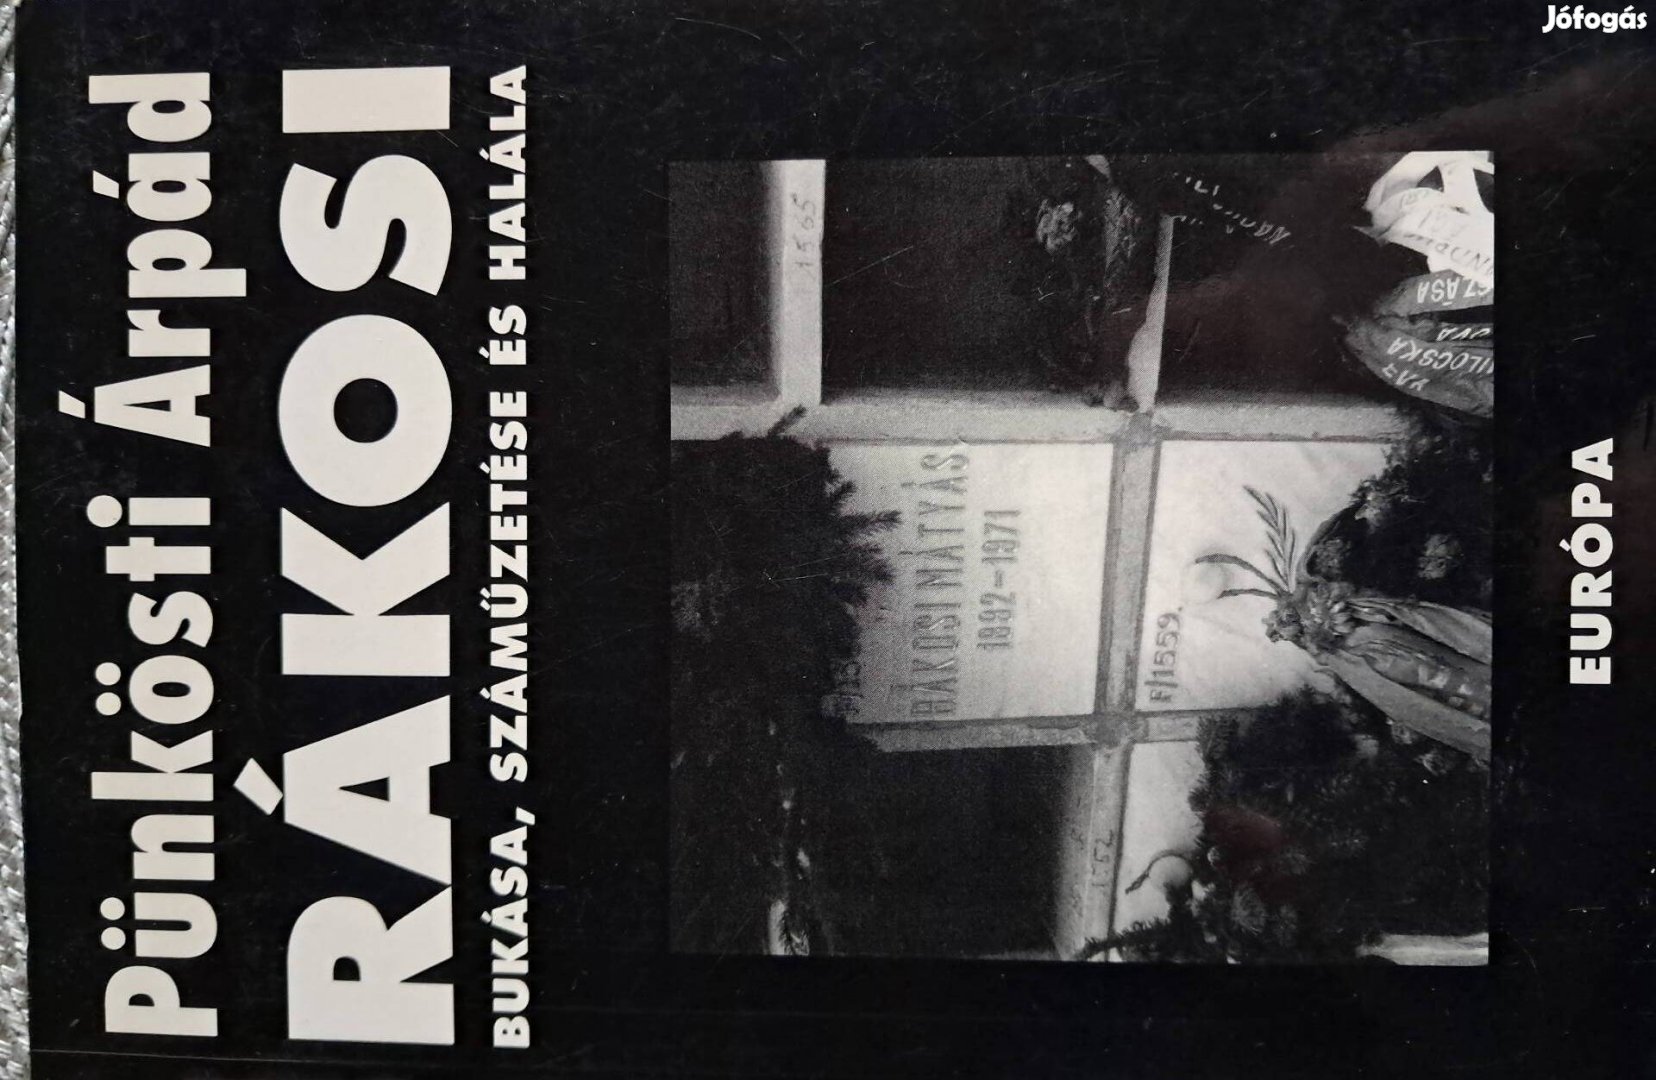 Jófogás
Pünkösti Árpád
RÁKOSI
BUKÁSA, SZÁMŰZETÉSE ÉS HALÁLA
1565
RÁKOSI MÁTYÁS
1892-1971
F/1559
EURÓPA